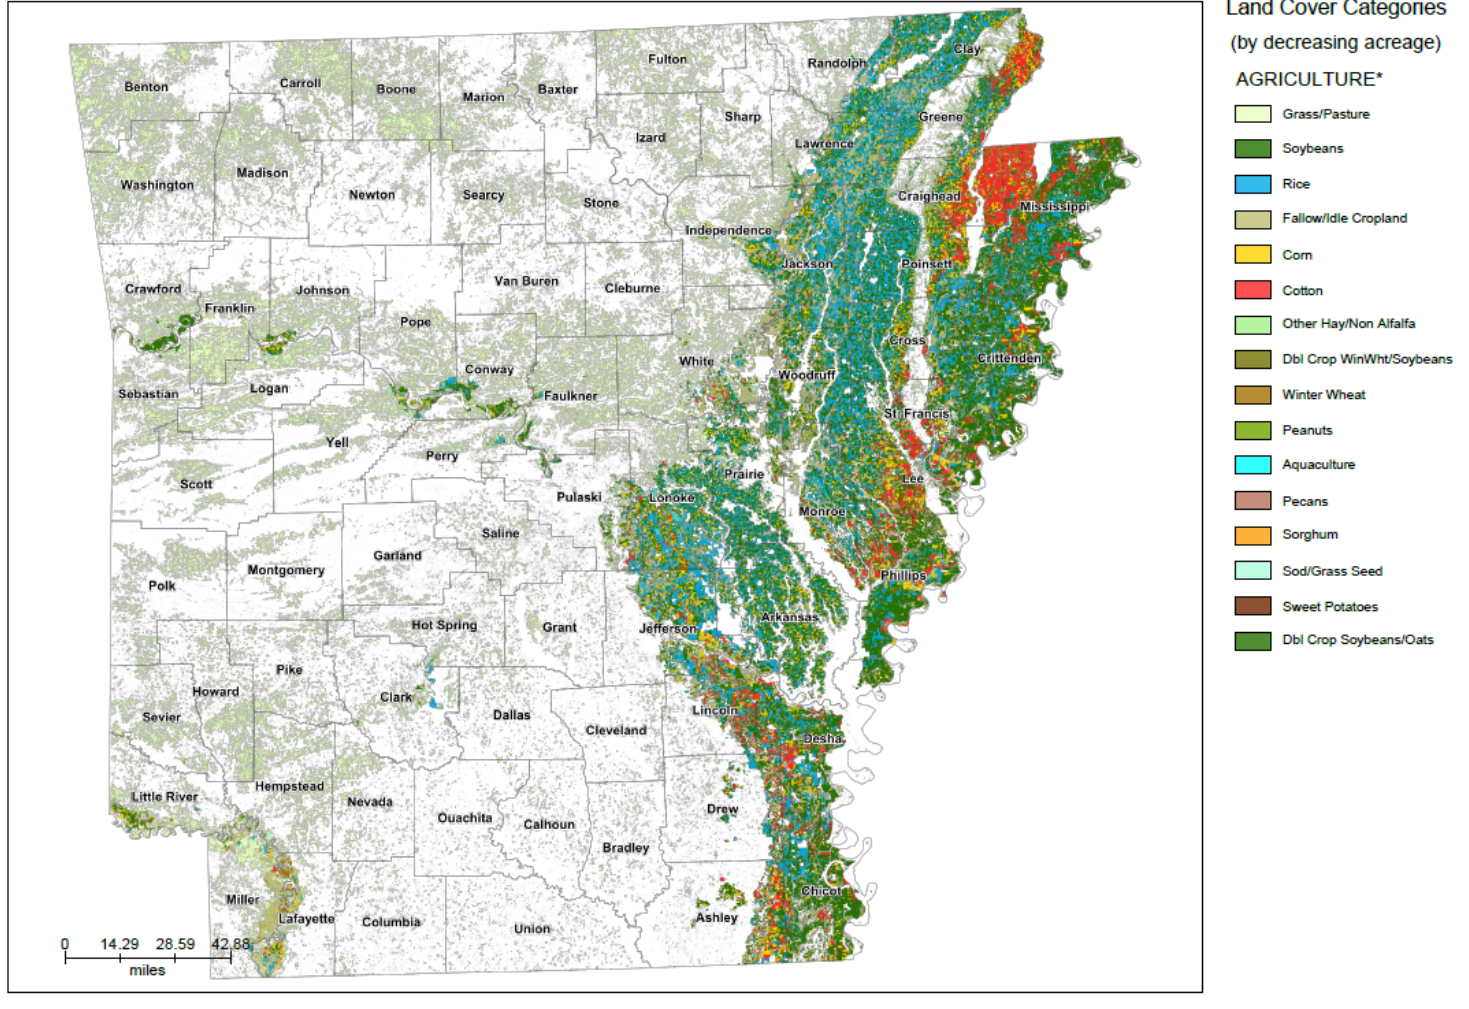 Land Cover Categories
(by decreasing acreage)
AGRICULTURE*
Grass/Pasture
Soybeans
Rice
Fallow/Idle Cropland
Corn
Cotton
Other Hay/Non Alfalfa
Dbl Crop WinWht/Soybeans
Winter Wheat
Peanuts
Aquaculture
Pecans
Sorghum
Sod/Grass Seed
Sweet Potatoes
Dbl Crop Soybeans/Oats
Benton
Carroll
Boone
Marion
Baxter
Fulton
Randolph
Clay
Sharp
Greene
Izard
Lawrence
Washington
Madison
Newton
Searcy
Stone
Craighead
Mississippi
Independence
Jackson
Poinsett
Crawford
Franklin
Johnson
Van Buren
Cleburne
Pope
Cross
White
Woodruff
Crittenden
Conway
Sebastian
Logan
Faulkner
St. Francis
Yell
Perry
Scott
Prairie
Lee
Pulaski
Lonoke
Monroe
Saline
Garland
Montgomery
Polk
Phillips
Hot Spring
Grant
Jefferson
Arkansas
Pike
Howard
Clark
Sevier
Dallas
Lincoln
Cleveland
Desha
Hempstead
Little River
Nevada
Ouachita
Calhoun
Drew
Bradley
Miller
Lafayette
Columbia
Union
Ashley
Chicot
0 14.29 28.59 42.88
miles